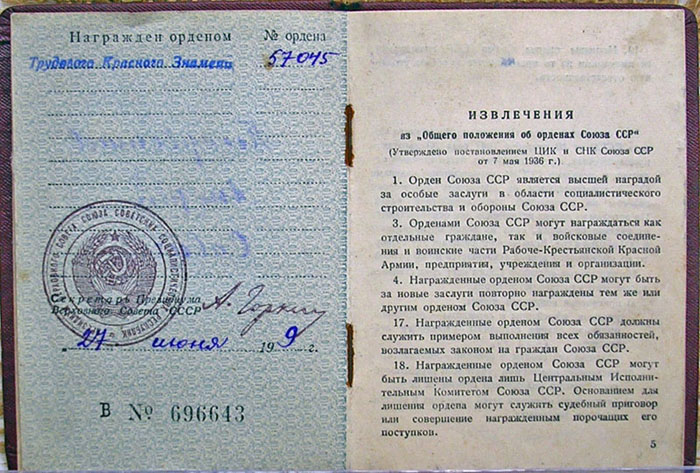 Награжден орденом № ордена
Трудового Красного Знамени 57045
Секретарь Президиума
Верховного Совета СССР А. Горкин
27 июня 19 9 г.
В № 696643
ИЗВЛЕЧЕНИЯ
из „Общего положения об орденах Союза ССР“
(Утверждено постановлением ЦИК и СНК Союза ССР
от 7 мая 1936 г.)
1. Орден Союза ССР является высшей наградой
за особые заслуги в области социалистического
строительства и обороны Союза ССР.
3. Орденами Союза ССР могут награждаться как
отдельные граждане, так и войсковые соедине-
ния и воинские части Рабоче-Крестьянской Красной
Армии, предприятия, учреждения и организации.
4. Награжденные орденом Союза ССР могут быть
за новые заслуги повторно награждены тем же или
другим орденом Союза ССР.
17. Награжденные орденом Союза ССР должны
служить примером выполнения всех обязанностей,
возлагаемых законом на граждан Союза ССР.
18. Награжденные орденом Союза ССР могут
быть лишены ордена лишь Центральным Исполни-
тельным Комитетом Союза ССР. Основанием для
лишения ордена могут служить судебный приговор
или совершение награжденным порочащих его
поступков.
5